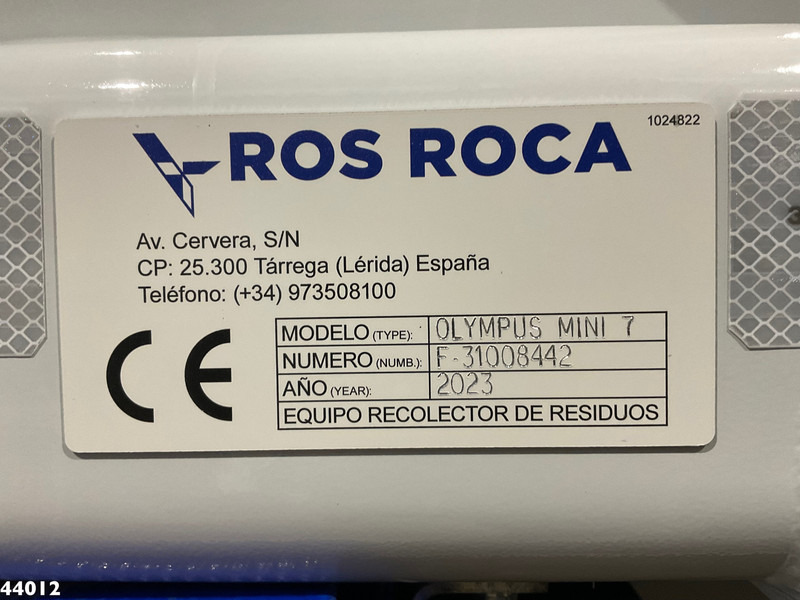 1024822
ROS ROCA
Av. Cervera, S/N
CP: 25.300 Tárrega (Lérida) España
Teléfono: (+34) 973508100
CE
MODELO (TYPE): OLYMPUS MINI 7
NUMERO (NUMB.): F-31008442
AÑO (YEAR): 2023
EQUIPO RECOLECTOR DE RESIDUOS
44012